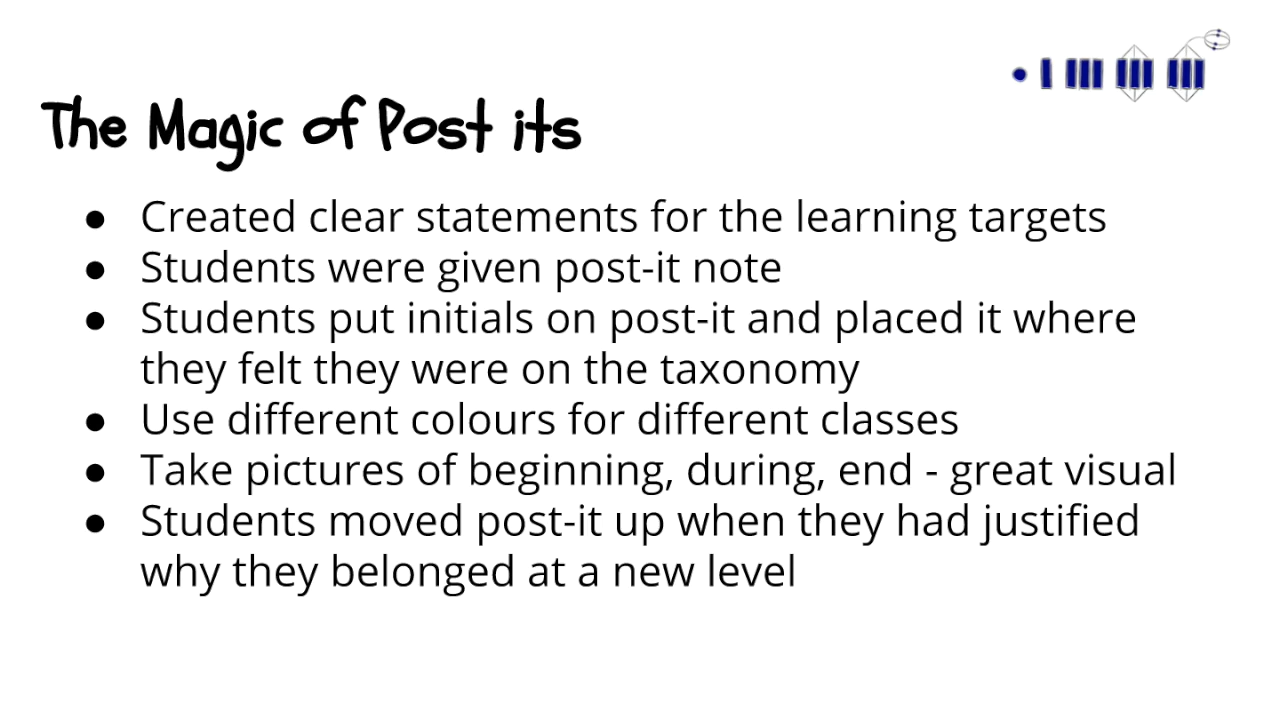 The Magic of Post its
● Created clear statements for the learning targets
● Students were given post-it note
● Students put initials on post-it and placed it where
they felt they were on the taxonomy
● Use different colours for different classes
● Take pictures of beginning, during, end - great visual
● Students moved post-it up when they had justified
why they belonged at a new level